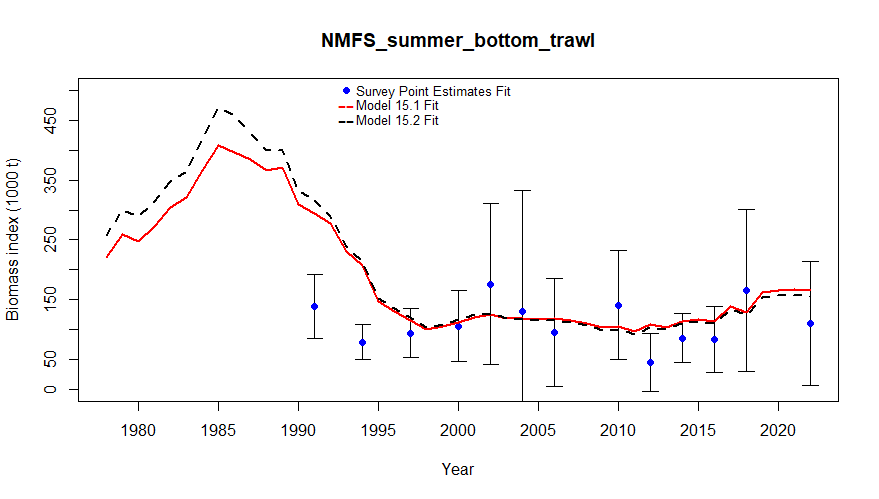 NMFS_summer_bottom_trawl
Survey Point Estimates Fit
Model 15.1 Fit
Model 15.2 Fit
Biomass index (1000 t)
450
350
250
150
50
0
1980 1985 1990 1995 2000 2005 2010 2015 2020
Year